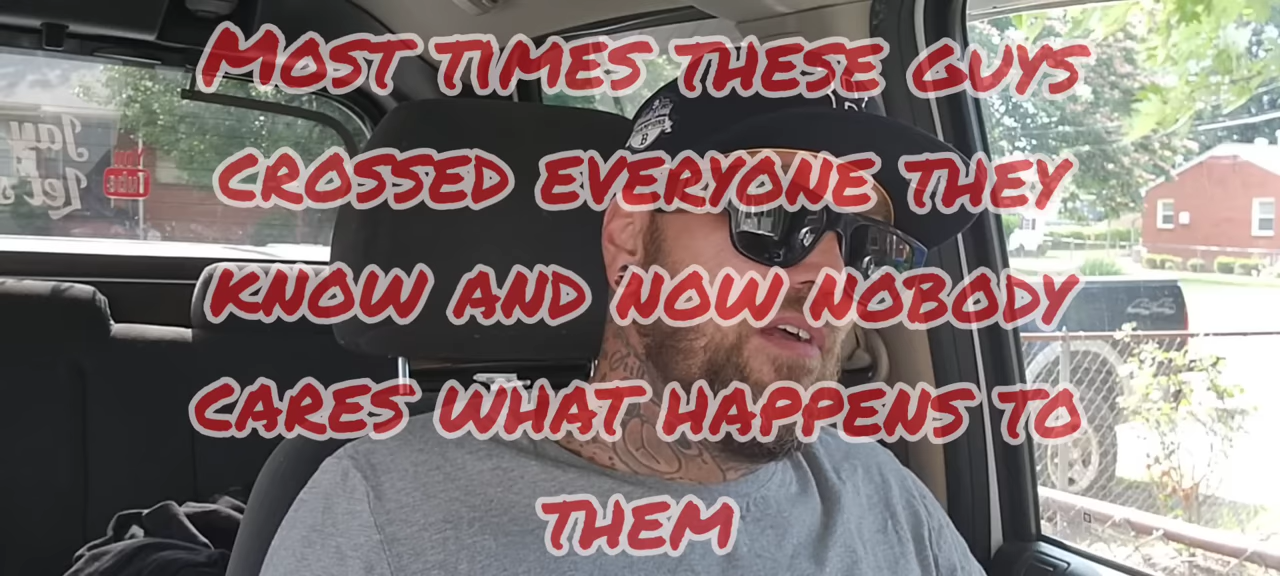 MOST TIMES THESE GUYS
CROSSED EVERYONE THEY
KNOW AND NOW NOBODY
CARES WHAT HAPPENS TO
THEM